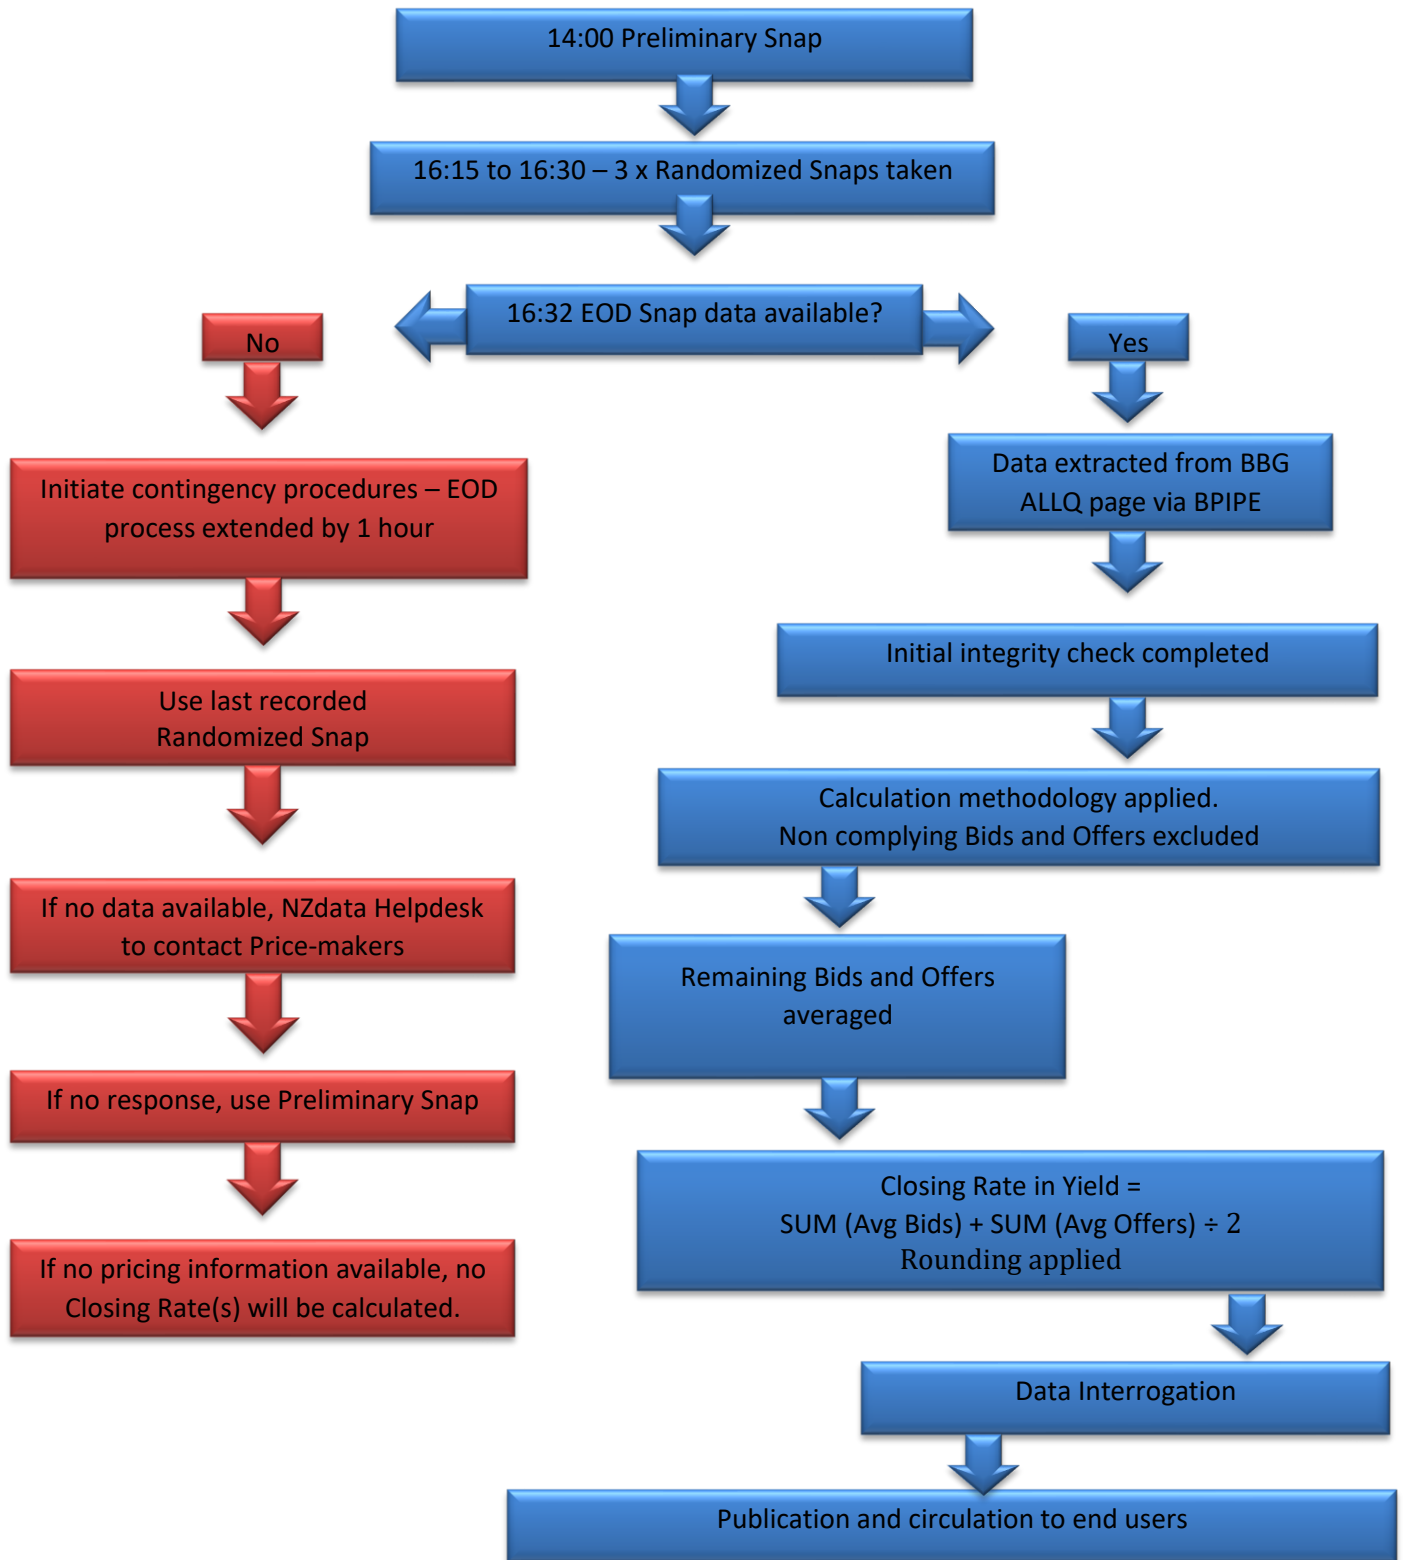 14:00 Preliminary Snap
16:15 to 16:30 – 3 x Randomized Snaps taken
16:32 EOD Snap data available?
No
Initiate contingency procedures – EOD
process extended by 1 hour
Use last recorded
Randomized Snap
If no data available, NZdata Helpdesk
to contact Price-makers
If no response, use Preliminary Snap
If no pricing information available, no
Closing Rate(s) will be calculated.
Yes
Data extracted from BBG
ALLQ page via BPIPE
Initial integrity check completed
Calculation methodology applied.
Non complying Bids and Offers excluded
Remaining Bids and Offers
averaged
Closing Rate in Yield =
SUM (Avg Bids) + SUM (Avg Offers) ÷ 2
Rounding applied
Data Interrogation
Publication and circulation to end users